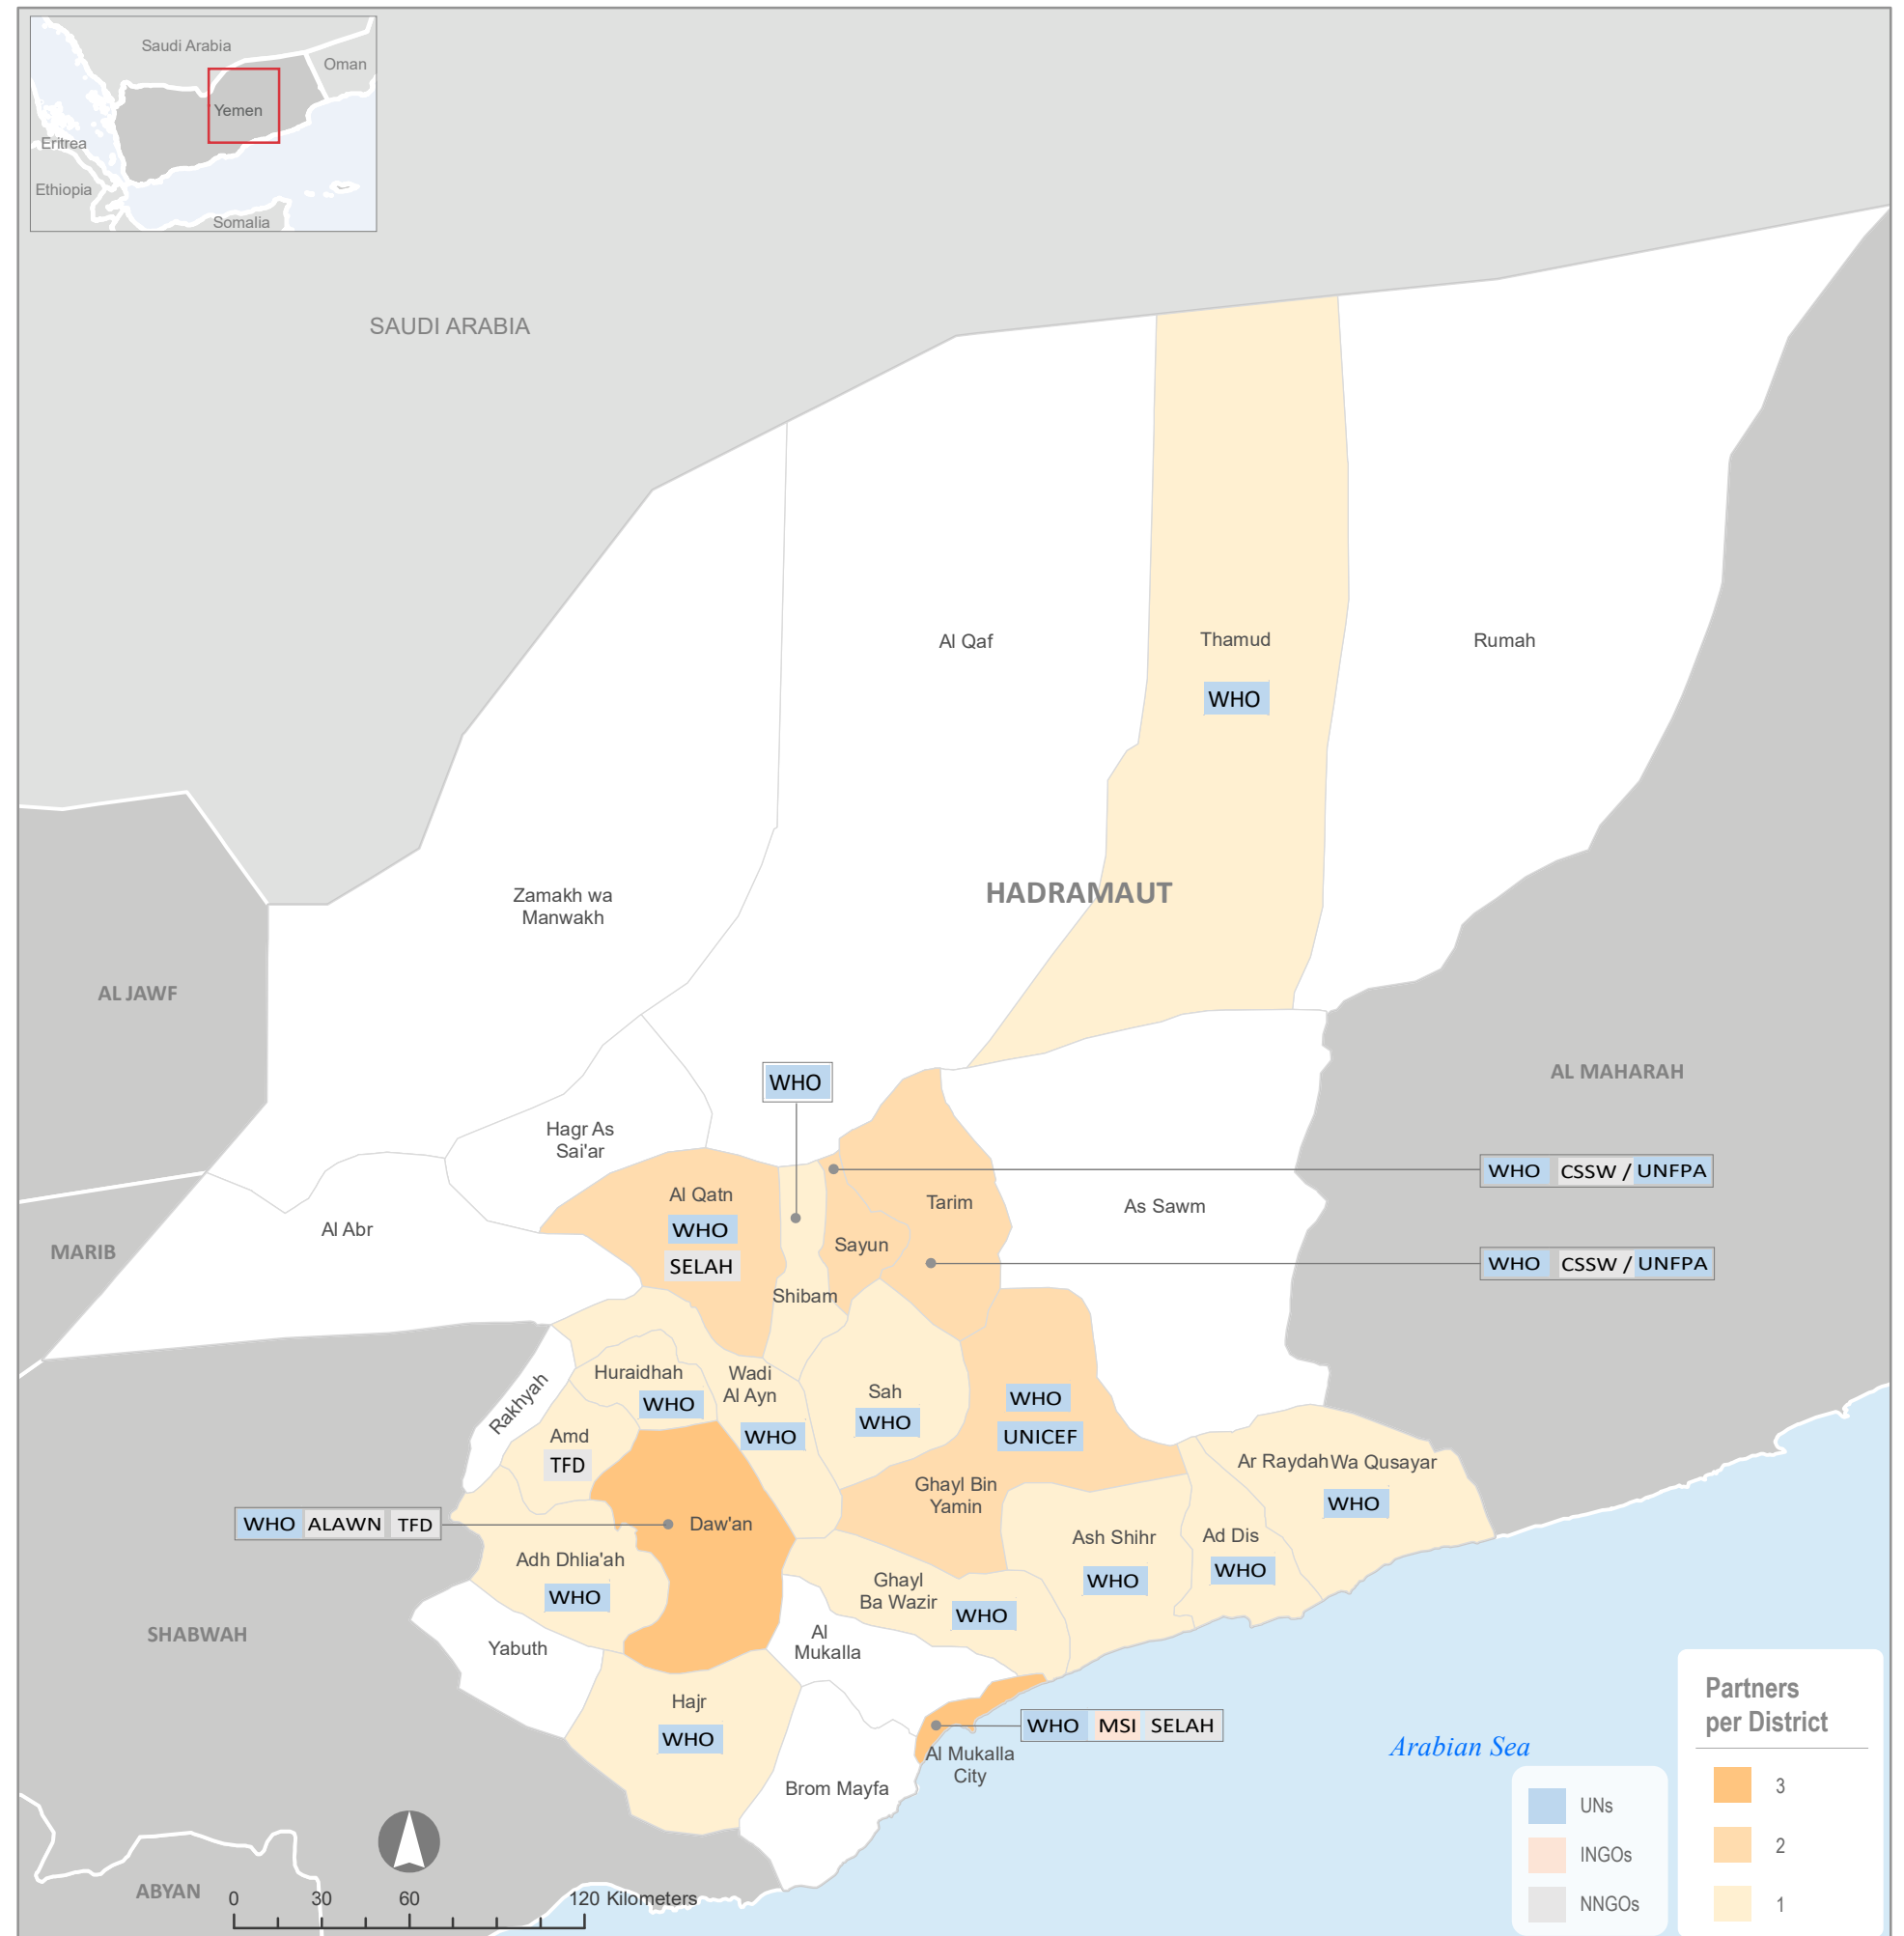 Saudi Arabia
Oman
Yemen
Eritrea
Ethiopia
Somalia
SAUDI ARABIA
Al Qaf
Thamud
Rumah
WHO
Zamakh wa
Manwakh
HADRAMAUT
AL JAWF
AL MAHARAH
WHO
Hagr As
Sai'ar
WHO CSSW / UNFPA
Al Qatn
Tarim
As Sawm
Al Abr
WHO
MARIB
Sayun
SELAH
WHO CSSW / UNFPA
Shibam
Huraidhah
Wadi
Al Ayn
Sah
WHO
Rakhyah
WHO
WHO
Amd
WHO
UNICEF
TFD
Ar Raydah Wa Qusayar
Ghayl Bin
Yamin
WHO
WHO ALAWN TFD
Daw'an
Ash Shihr
Ad Dis
Adh Dhlia'ah
WHO
WHO
WHO
Ghayl
Ba Wazir
WHO
SHABWAH
Yabuth
Al
Mukalla
Hajr
WHO
WHO MSI SELAH
Al Mukalla
City
Arabian Sea
Brom Mayfa
Partners
per District
3
2
1
UNs
INGOs
NNGOs
ABYAN
0 30 60 120 Kilometers